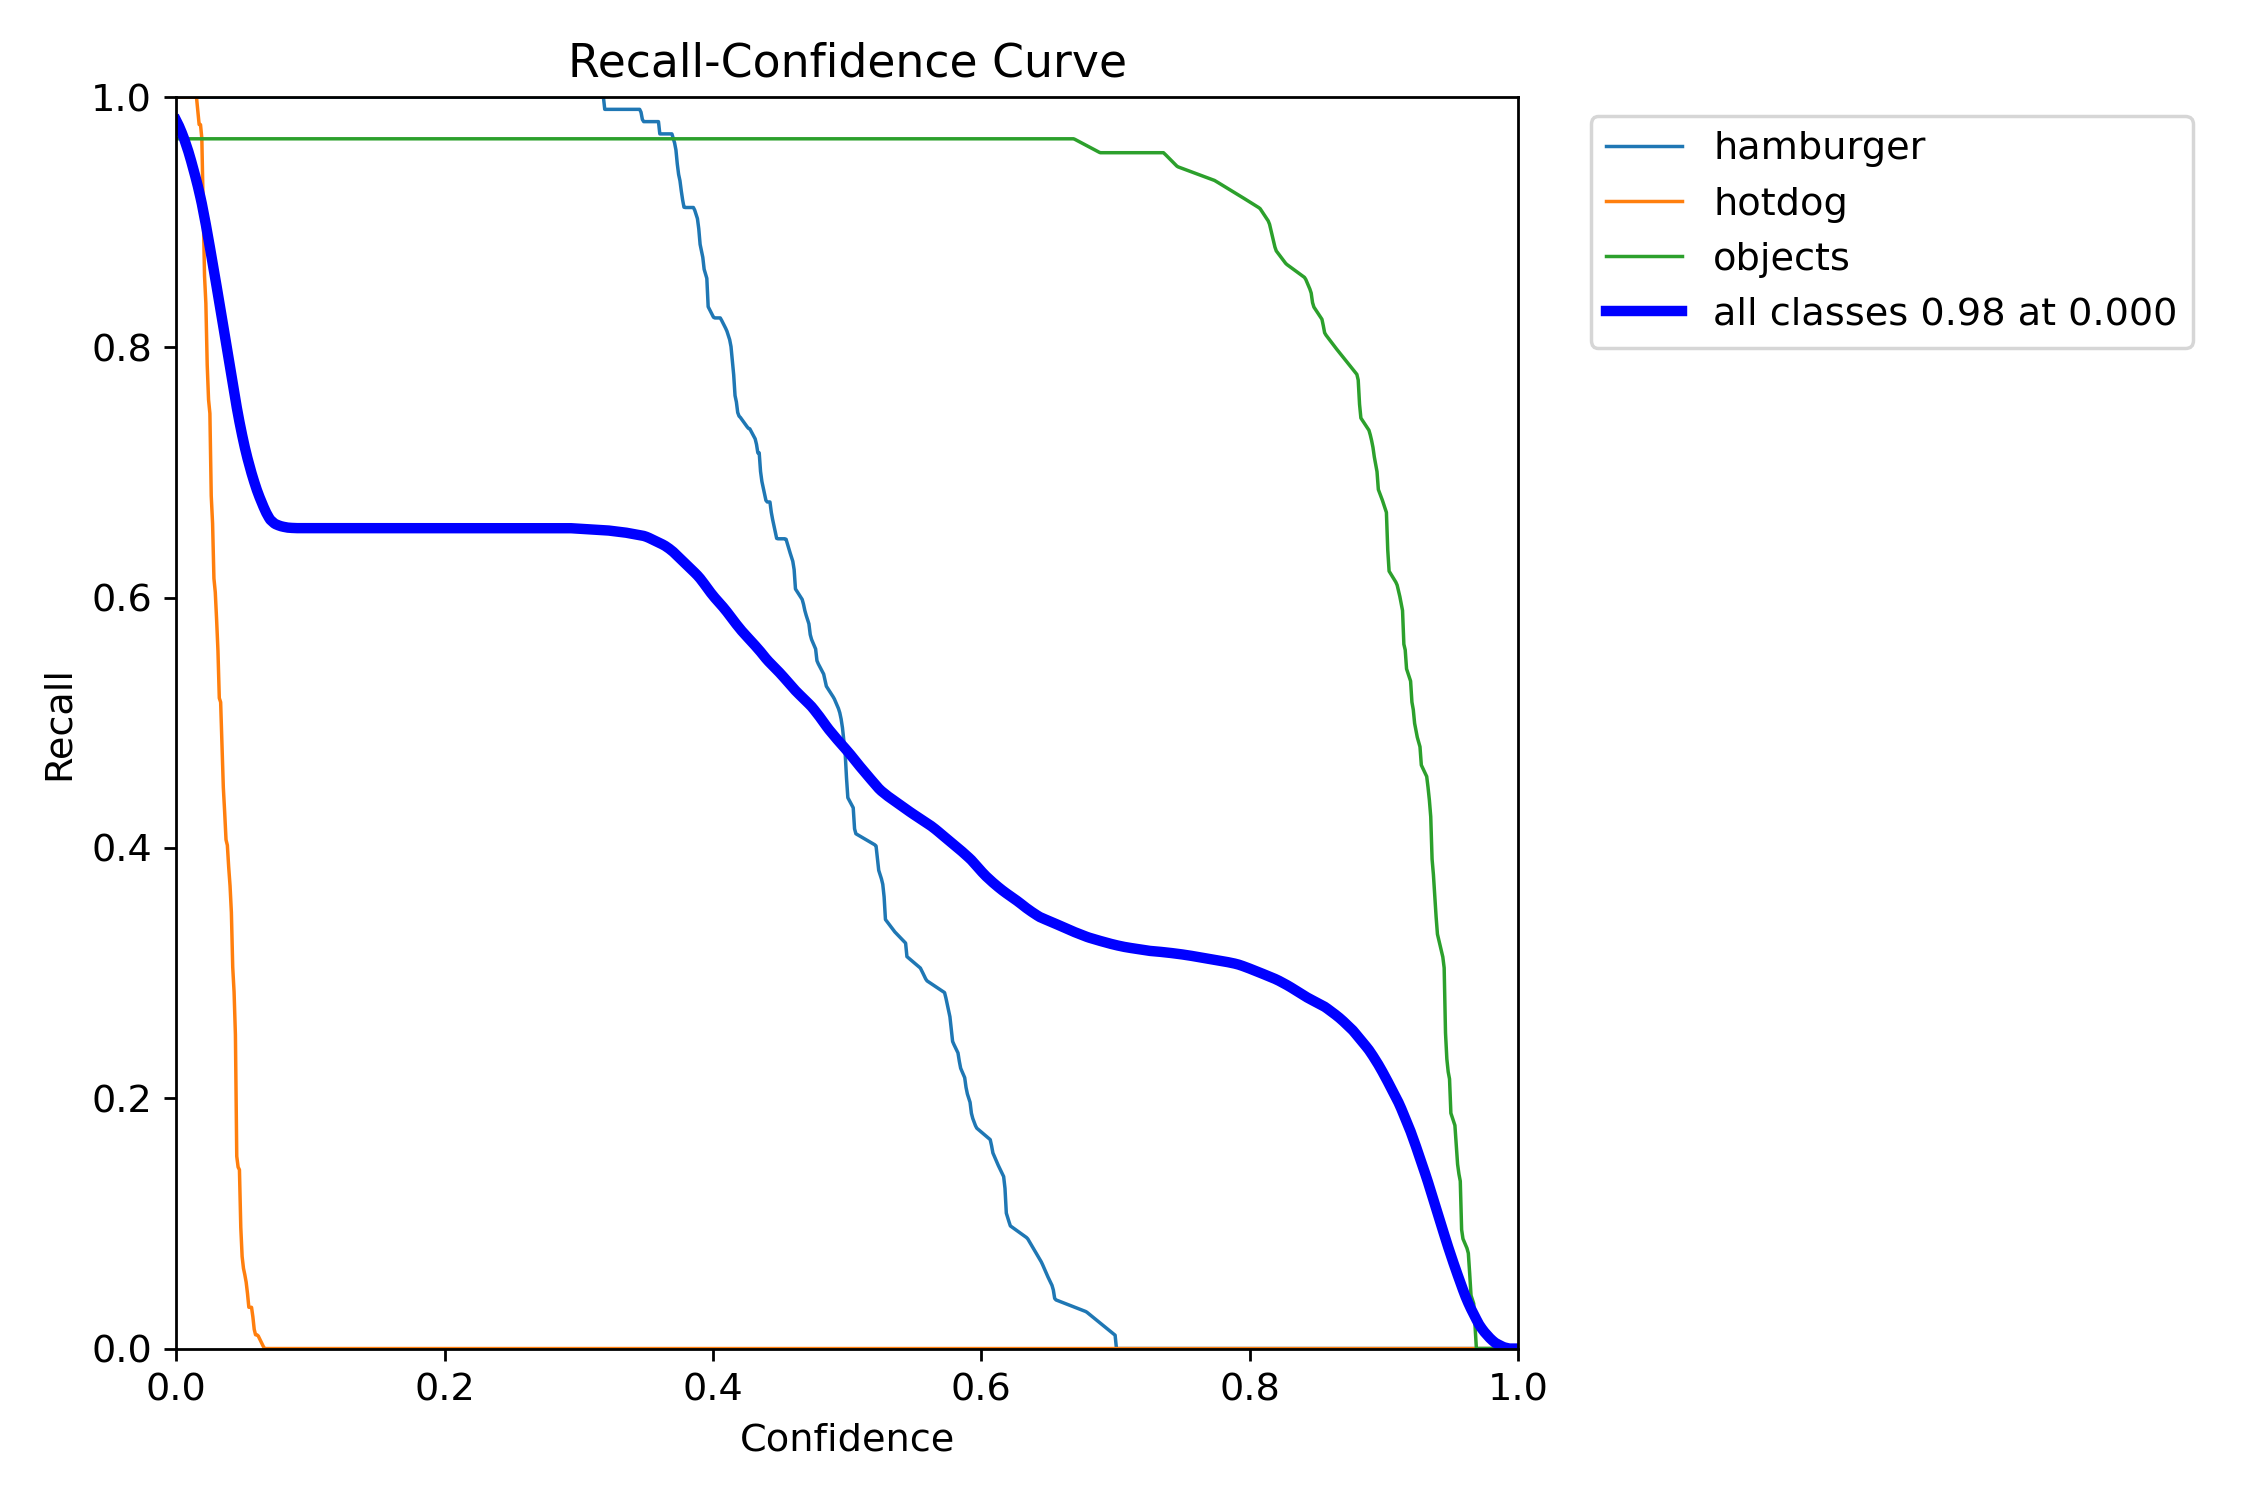 Recall-Confidence Curve
1.0
0.8
0.6
0.4
0.2
0.0
Recall
0.0 0.2 0.4 0.6 0.8 1.0
Confidence
hamburger
hotdog
objects
all classes 0.98 at 0.000